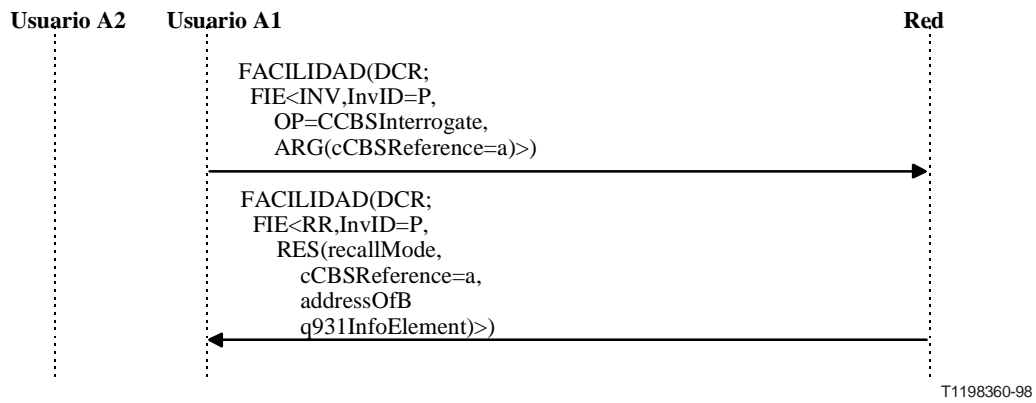 Usuario A2 Usuario A1 Red
FACILIDAD(DCR;
FIE<INV,InvID=P,
OP=CCBSInterrogate,
ARG(cCBSReference=a)>)
FACILIDAD(DCR;
FIE<RR,InvID=P,
RES(recallMode,
cCBSReference=a,
addressOfB
q931InfoElement)>)
T1198360-98